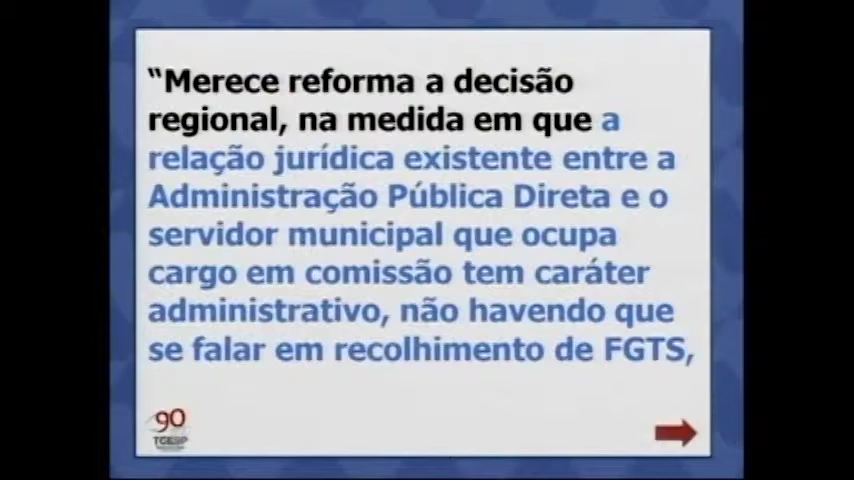 “Merece reforma a decisão
regional, na medida em que a
relação jurídica existente entre a
Administração Pública Direta e o
servidor municipal que ocupa
cargo em comissão tem caráter
administrativo, não havendo que
se falar em recolhimento de FGTS,
90
TCESP